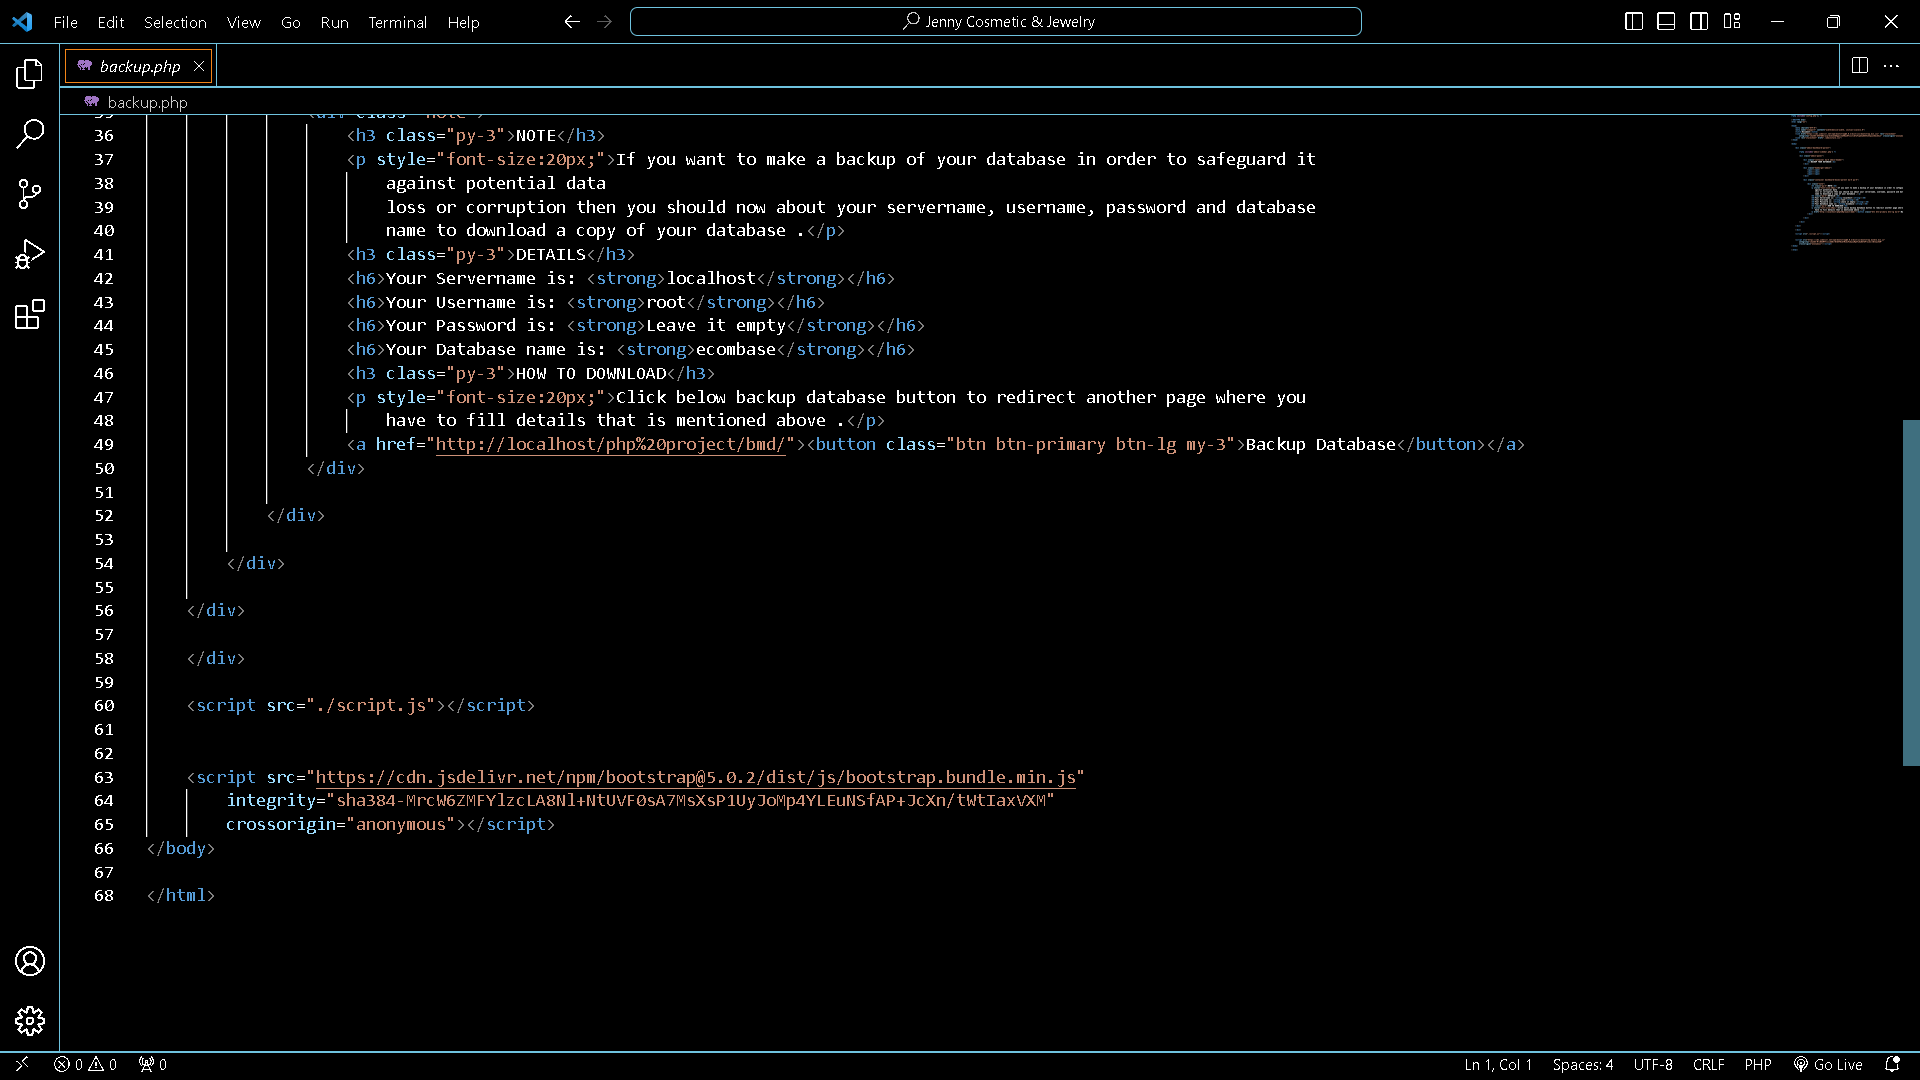 File Edit Selection View Go Run Terminal Help Jenny Cosmetic & Jewelry
backup.php
backup.php
36 <h3 class="py-3">NOTE</h3>
37 <p style="font-size:20px;">If you want to make a backup of your database in order to safeguard it
38 against potential data
39 loss or corruption then you should now about your servername, username, password and database
40 name to download a copy of your database .</p>
41 <h3 class="py-3">DETAILS</h3>
42 <h6>Your Servername is: <strong>localhost</strong></h6>
43 <h6>Your Username is: <strong>root</strong></h6>
44 <h6>Your Password is: <strong>Leave it empty</strong></h6>
45 <h6>Your Database name is: <strong>ecombase</strong></h6>
46 <h3 class="py-3">HOW TO DOWNLOAD</h3>
47 <p style="font-size:20px;">Click below backup database button to redirect another page where you
48 have to fill details that is mentioned above .</p>
49 <a href="http://localhost/php%20project/bmd/"><button class="btn btn-primary btn-lg my-3">Backup Database</button></a>
50 </div>
51
52 </div>
53
54 </div>
55
56 </div>
57
58 </div>
59
60 <script src="./script.js"></script>
61
62
63 <script src="https://cdn.jsdelivr.net/npm/bootstrap@5.0.2/dist/js/bootstrap.bundle.min.js"
64 integrity="sha384-MrcW6ZMFYlzcLA8Nl+NtUVF0sA7MsXsP1UyJoMp4YLEuNSfAP+JcXn/tWtIaxVXM"
65 crossorigin="anonymous"></script>
66 </body>
67
68 </html>
0 0 0 Ln 1, Col 1 Spaces: 4 UTF-8 CRLF PHP Go Live